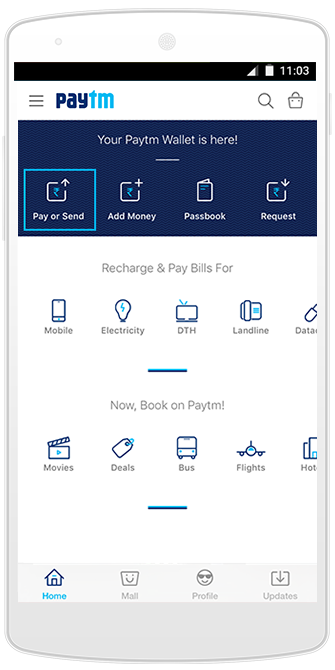 11:03
paytm
Your Paytm Wallet is here!
Pay or Send Add Money Passbook Request
Recharge & Pay Bills For
Mobile Electricity DTH Landline Datac
Now, Book on Paytm!
Movies Deals Bus Flights Hote
Home Mall Profile Updates